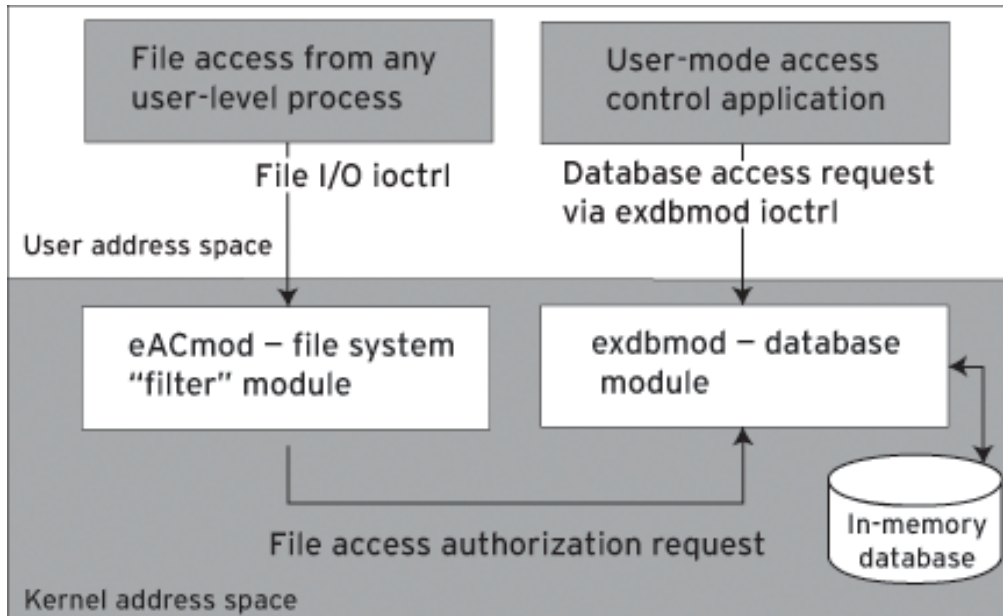 File access from any
user-level process
User-mode access
control application
File I/O ioctrl
Database access request
via exdbmod ioctrl
User address space
eACmod – file system
“filter” module
exdbmod – database
module
In-memory
database
File access authorization request
Kernel address space